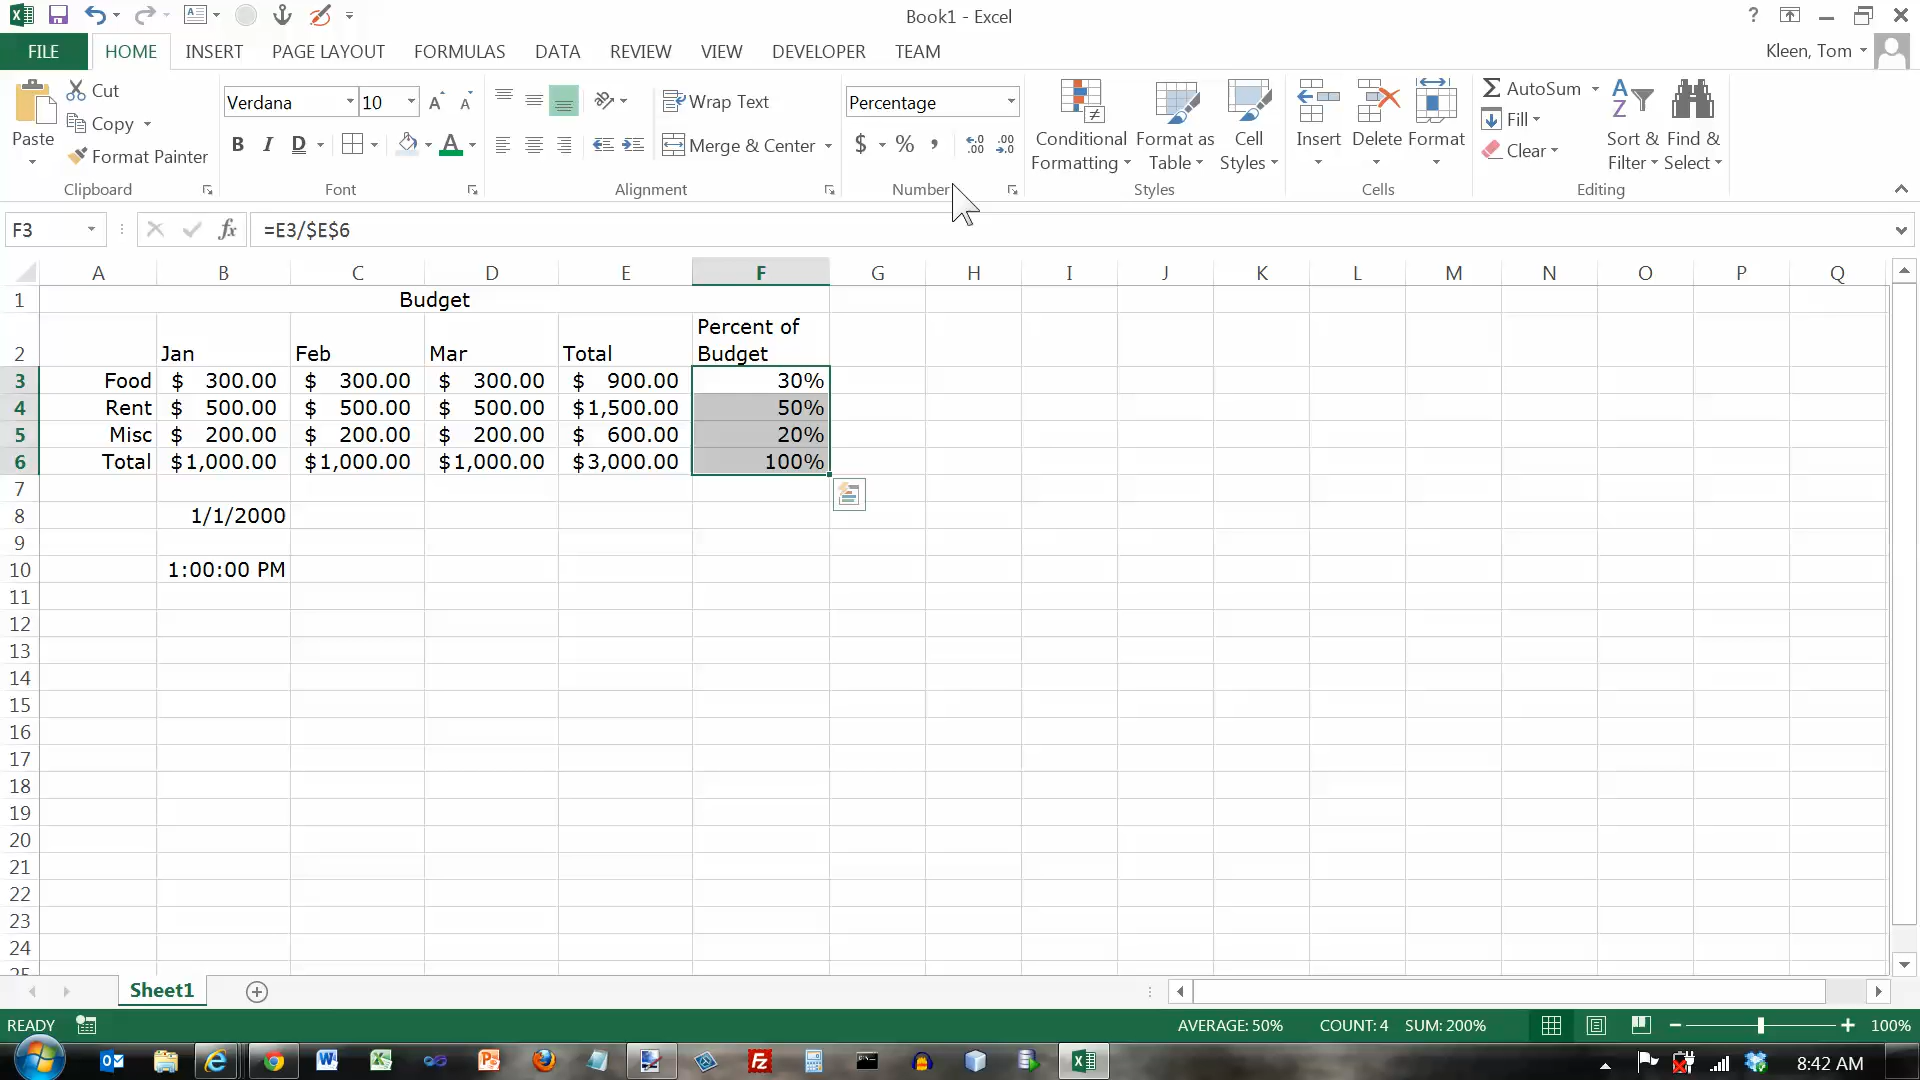 Book1 - Excel
?
FILE HOME INSERT PAGE LAYOUT FORMULAS DATA REVIEW VIEW DEVELOPER TEAM Kleen, Tom
Paste
Cut
Copy
Format Painter
Clipboard
Verdana 10
B I D A
Font
Wrap Text
Merge & Center
Alignment
Percentage
$ % , .0 .00 .00 .0
Number
Conditional Formatting
Format as Table
Cell Styles
Styles
Insert Delete Format
Cells
AutoSum
Fill
Clear
Sort & Filter
Find & Select
Editing
F3 fx =E3/$E$6
A B C D E F G H I J K L M N O P Q
1 Budget
2 Jan Feb Mar Total Percent of Budget
3 Food $ 300.00 $ 300.00 $ 300.00 $ 900.00 30%
4 Rent $ 500.00 $ 500.00 $ 500.00 $1,500.00 50%
5 Misc $ 200.00 $ 200.00 $ 200.00 $ 600.00 20%
6 Total $1,000.00 $1,000.00 $1,000.00 $3,000.00 100%
7
8 1/1/2000
9
10 1:00:00 PM
11
12
13
14
15
16
17
18
19
20
21
22
23
24
25
Sheet1
READY AVERAGE: 50% COUNT: 4 SUM: 200% 100%
8:42 AM